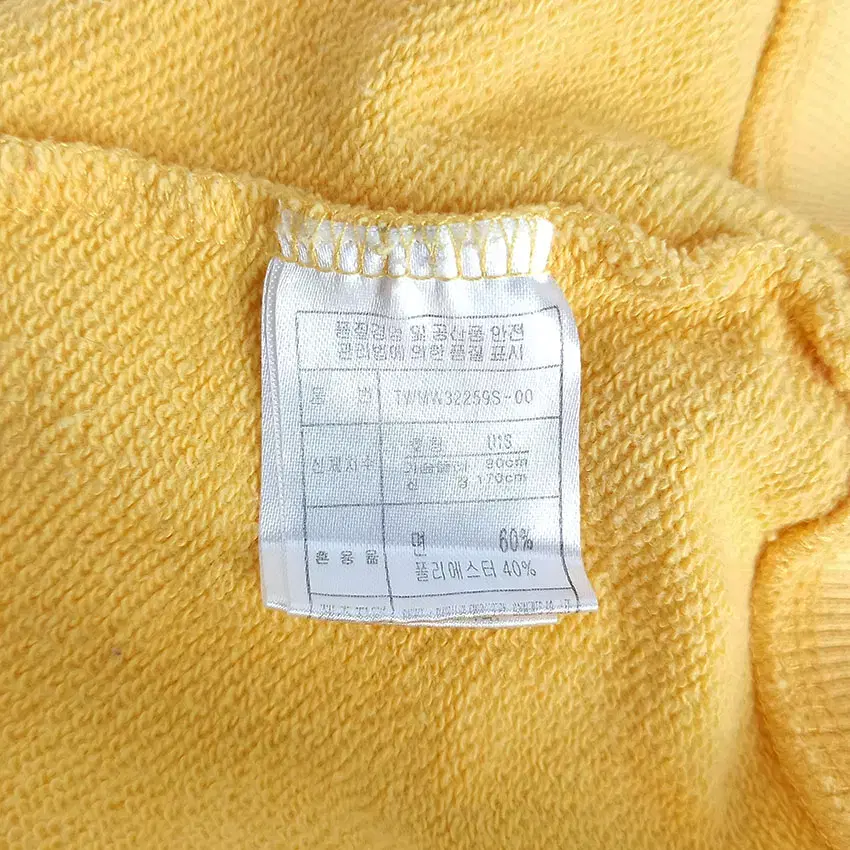 품질경영 및 공산품 안전
관리법에 의한 품질 표시
품 번 TWMW32259S-00
호칭 U:S
신체치수 가슴둘레 90cm
신 장 170cm
면 60%
혼용율 폴리에스터 40%